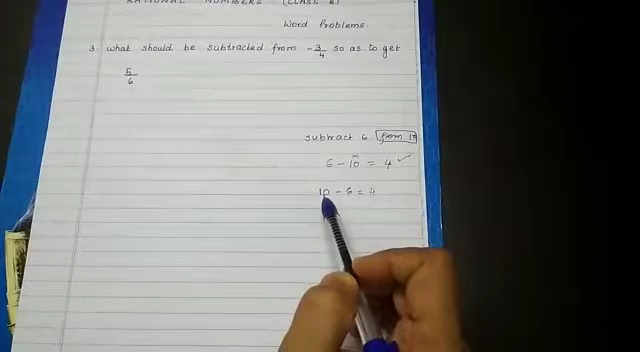 RATIONAL NUMBERS (CLASS 8)
Word Problems.
3. what should be subtracted from -3/4 so as to get
5/6
subtract 6 from 10
6 - 10 = 4 ✓
10 - 6 = 4